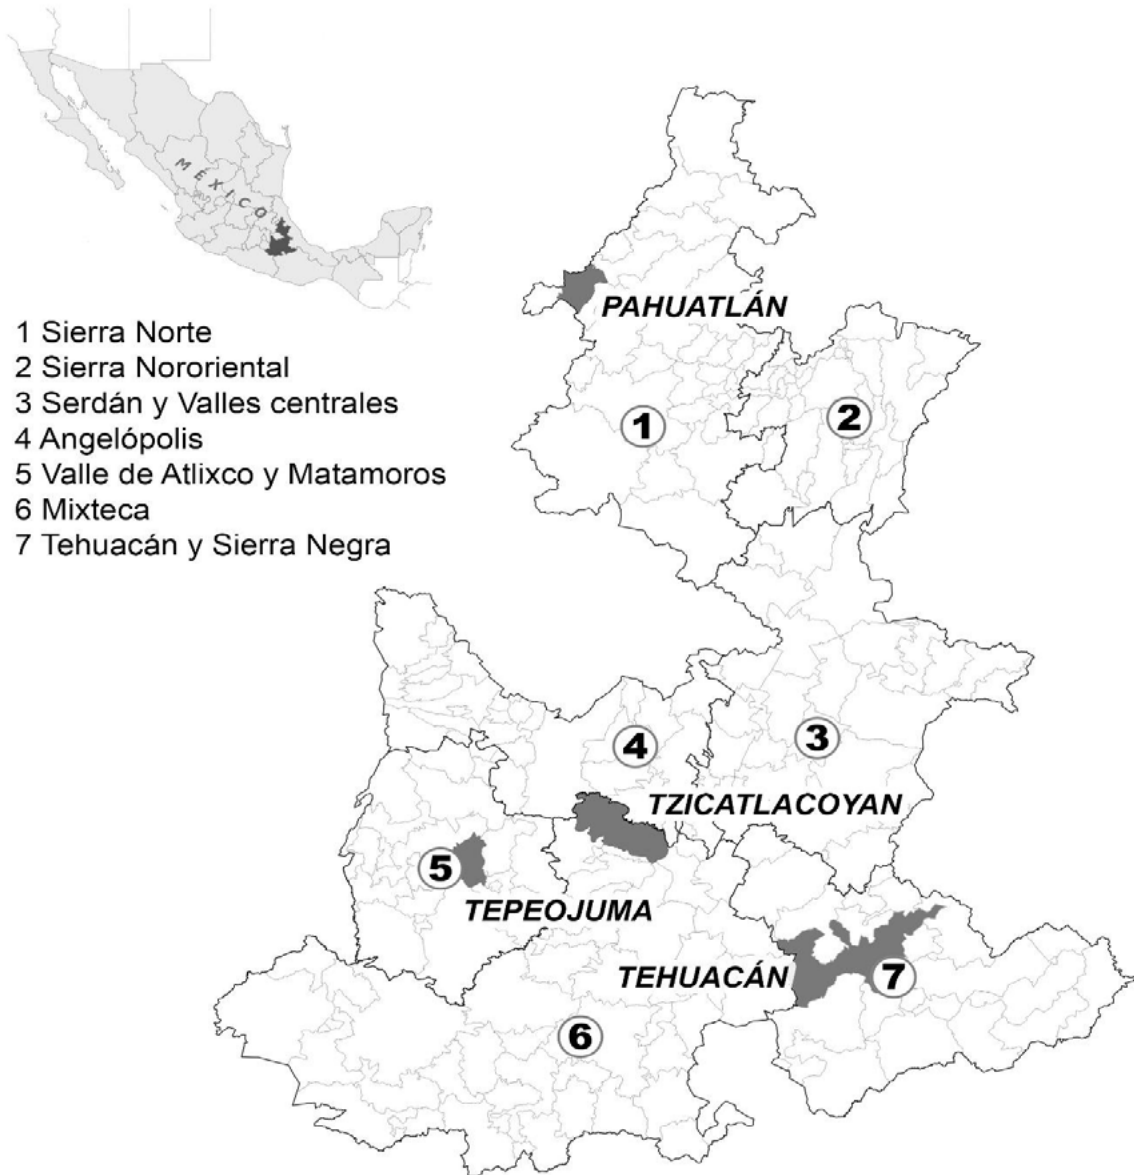 MÉXICO
1 Sierra Norte
2 Sierra Nororiental
3 Serdán y Valles centrales
4 Angelópolis
5 Valle de Atlixco y Matamoros
6 Mixteca
7 Tehuacán y Sierra Negra
PAHUATLÁN
1
2
4
3
TZICATLACOYAN
5
TEPEOJUMA
TEHUACÁN
7
6